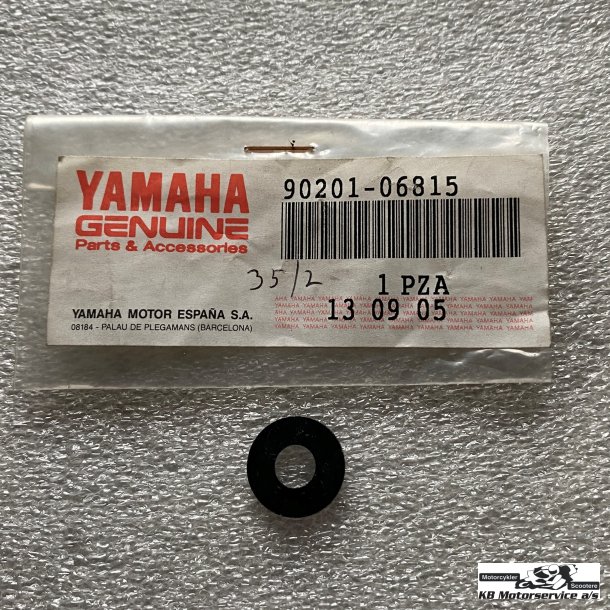 YAMAHA
GENUINE
Parts & Accessories
90201-06815
35/2
1 PZA
13 09 05
YAMAHA MOTOR ESPAÑA S.A.
08184 - PALAU DE PLEGAMANS (BARCELONA)
Motorcykler
Scootere
KB Motorservice a/s